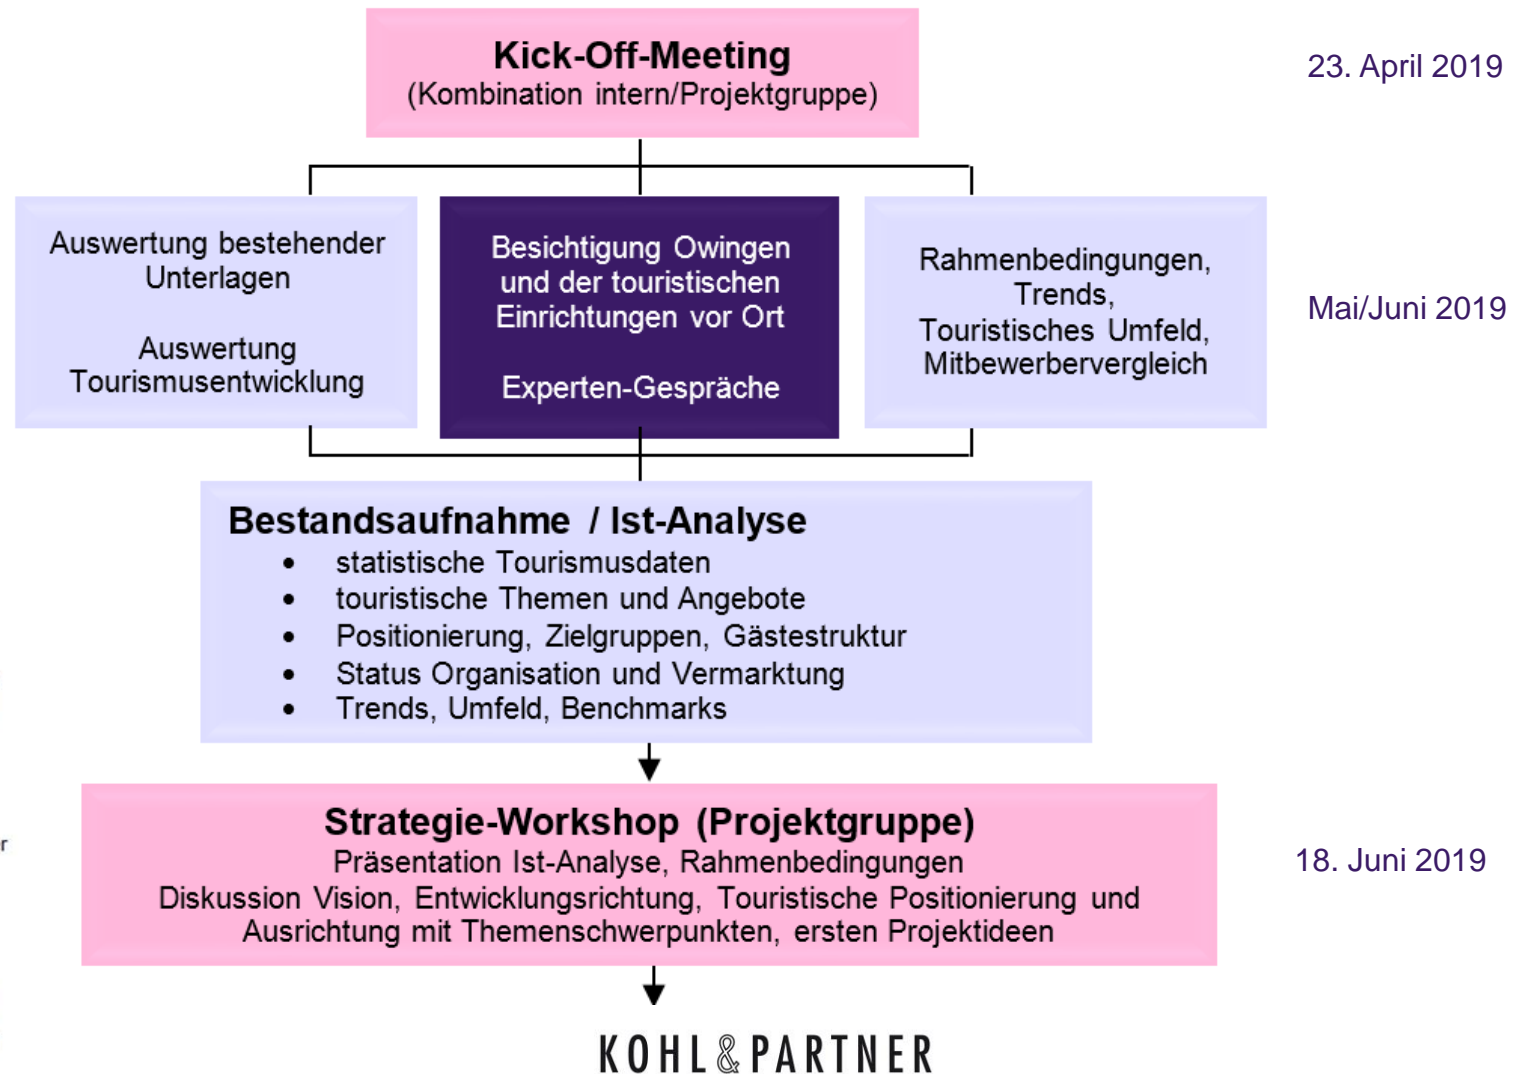 Kick-Off-Meeting
(Kombination intern/Projektgruppe)
23. April 2019
Auswertung bestehender
Unterlagen
Auswertung
Tourismusentwicklung
Besichtigung Owingen
und der touristischen
Einrichtungen vor Ort
Experten-Gespräche
Rahmenbedingungen,
Trends,
Touristisches Umfeld,
Mitbewerbervergleich
Mai/Juni 2019
Bestandsaufnahme / Ist-Analyse
• statistische Tourismusdaten
• touristische Themen und Angebote
• Positionierung, Zielgruppen, Gästestruktur
• Status Organisation und Vermarktung
• Trends, Umfeld, Benchmarks
Strategie-Workshop (Projektgruppe)
Präsentation Ist-Analyse, Rahmenbedingungen
Diskussion Vision, Entwicklungsrichtung, Touristische Positionierung und
Ausrichtung mit Themenschwerpunkten, ersten Projektideen
18. Juni 2019
KOHL & PARTNER